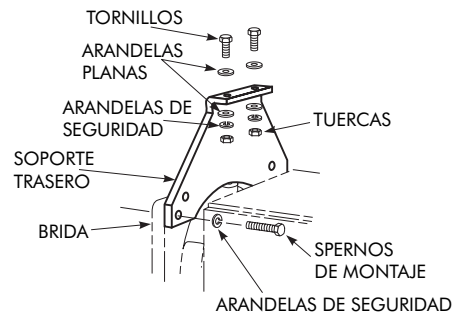 TORNILLOS
ARANDELAS
PLANAS
ARANDELAS DE
SEGURIDAD
TUERCAS
SOPORTE
TRASERO
BRIDA
SPERNOS
DE MONTAJE
ARANDELAS DE SEGURIDAD